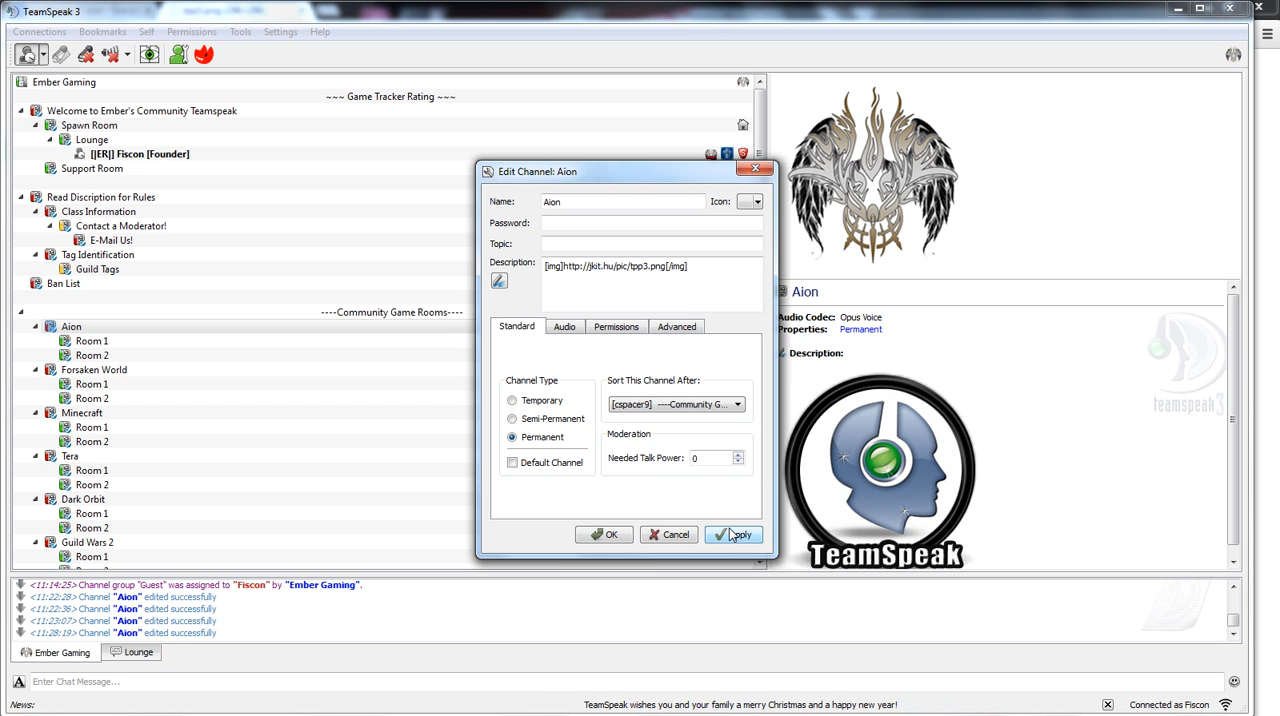 TeamSpeak 3
Connections Bookmarks Self Permissions Tools Settings Help
Ember Gaming
~~~ Game Tracker Rating ~~~
Welcome to Ember's Community Teamspeak
Spawn Room
Lounge
[|ER|] Fiscon [Founder]
Support Room
Read Discription for Rules
Class Information
Contact a Moderator!
E-Mail Us!
Tag Identification
Guild Tags
Ban List
----Community Game Rooms----
Aion
Room 1
Room 2
Forsaken World
Room 1
Room 2
Minecraft
Room 1
Room 2
Tera
Room 1
Room 2
Dark Orbit
Room 1
Room 2
Guild Wars 2
Room 1
Edit Channel: Aion
Name: Aion Icon:
Password:
Topic:
Description: [img]http://jkit.hu/pic/tpp3.png[/img]
Standard Audio Permissions Advanced
Channel Type
Temporary
Semi-Permanent
Permanent
Default Channel
Sort This Channel After:
[cspacer9] ----Community G...
Moderation
Needed Talk Power: 0
OK Cancel Apply
Aion
Audio Codec: Opus Voice
Properties: Permanent
Description:
teamspeak3
TeamSpeak
<11:14:25> Channel group "Guest" was assigned to "Fiscon" by "Ember Gaming".
<11:22:28> Channel "Aion" edited successfully
<11:22:36> Channel "Aion" edited successfully
<11:23:07> Channel "Aion" edited successfully
<11:28:19> Channel "Aion" edited successfully
Ember Gaming Lounge
Enter Chat Message...
News: TeamSpeak wishes you and your family a merry Christmas and a happy new year! Connected as Fiscon